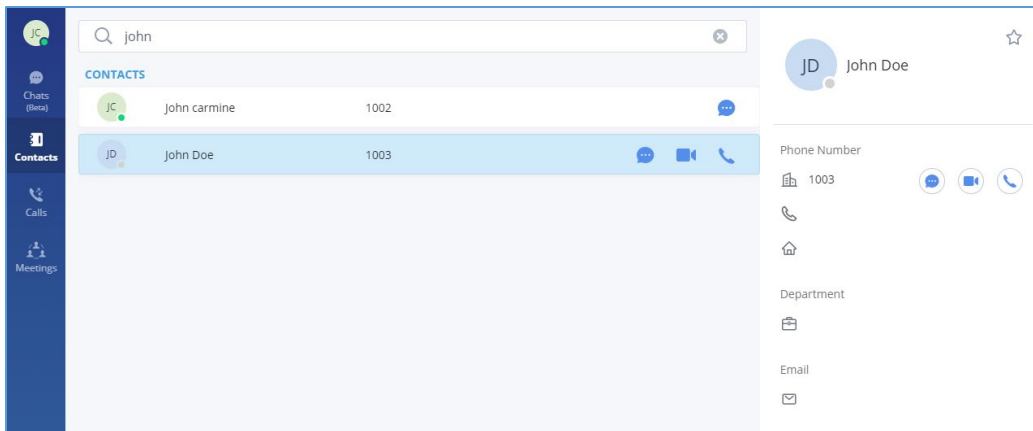 JC
Chats
(Beta)
Contacts
Calls
Meetings
john
CONTACTS
JC John carmine 1002
JD John Doe 1003
JD John Doe
Phone Number
1003
Department
Email